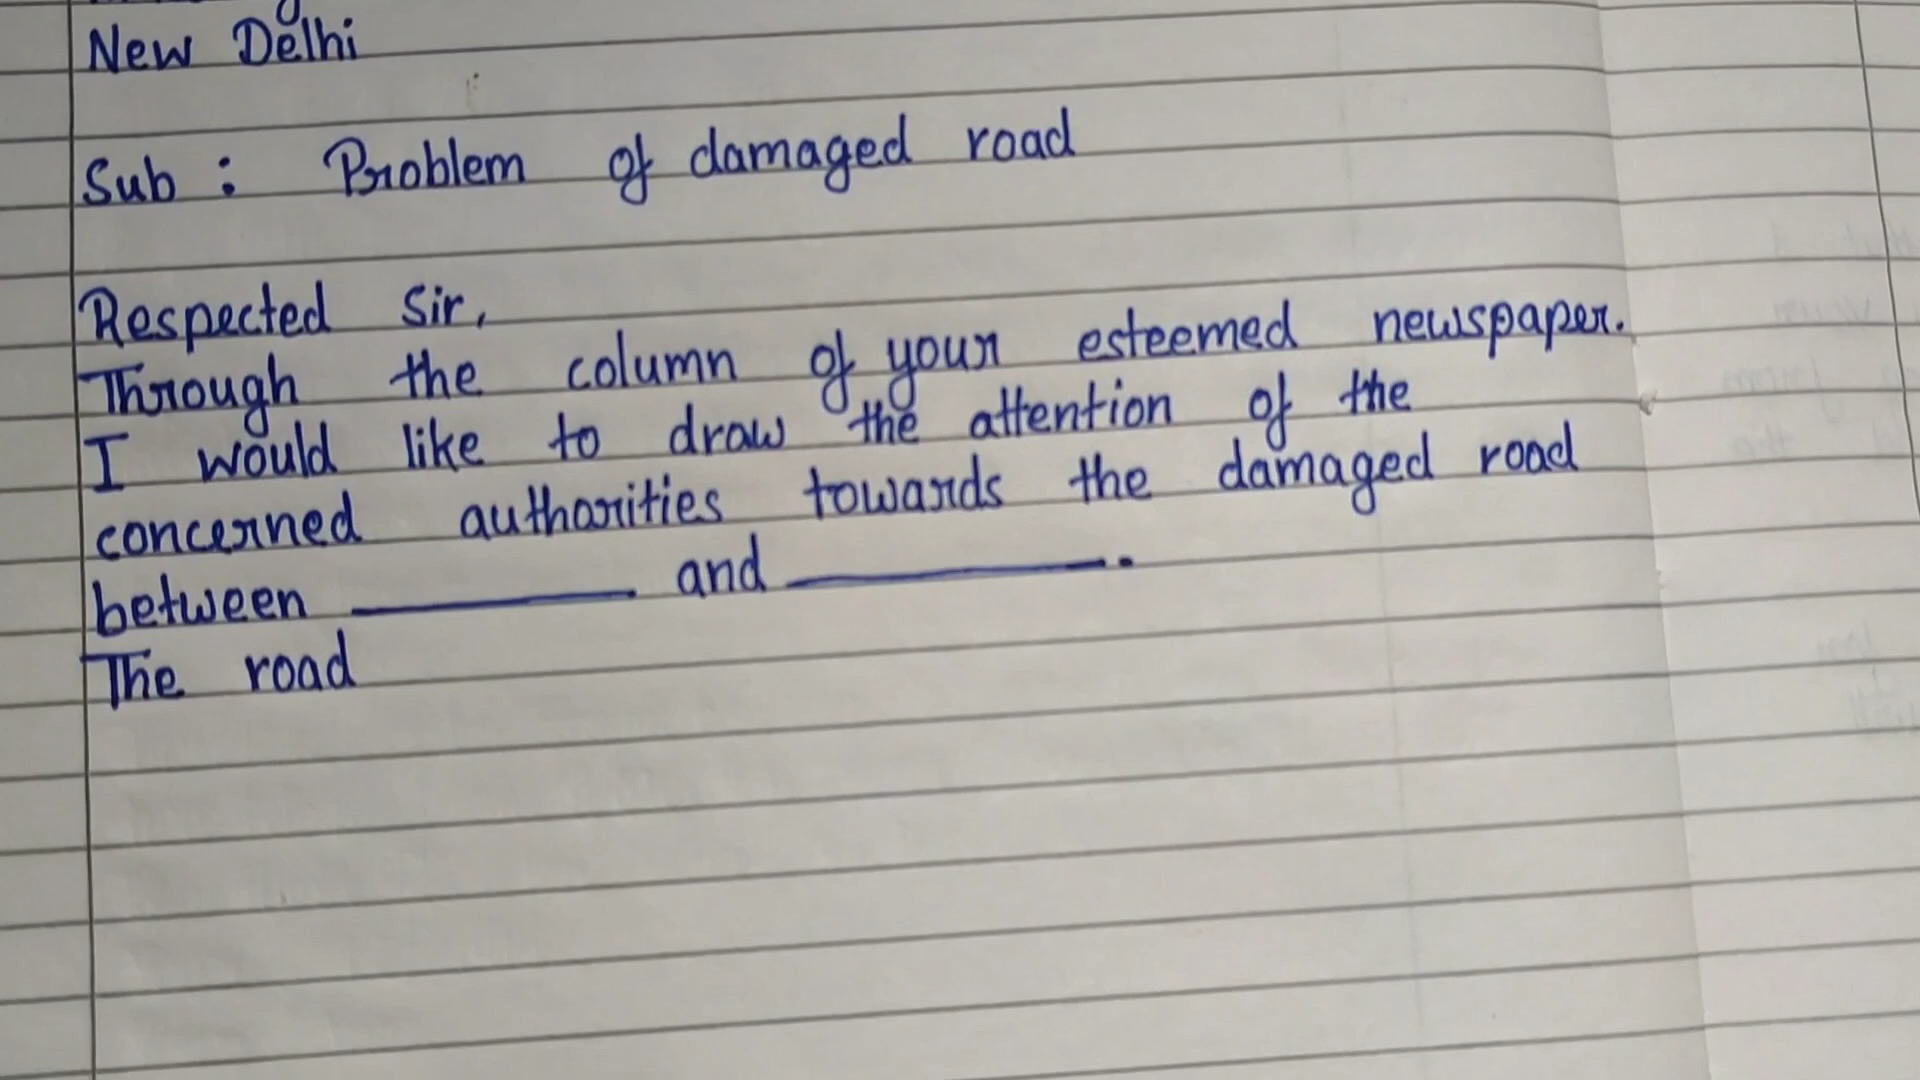 New Delhi
Sub : Problem of damaged road
Respected Sir,
Through the column of your esteemed newspaper.
I would like to draw the attention of the
concerned authorities towards the damaged road
between ________ and ________.
The road